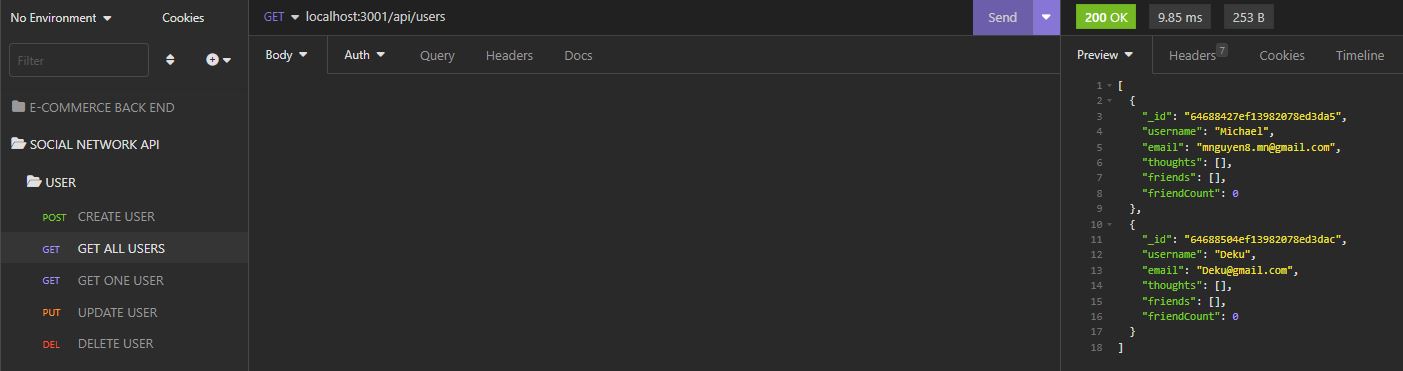 No Environment Cookies
Filter
E-COMMERCE BACK END
SOCIAL NETWORK API
USER
POST CREATE USER
GET GET ALL USERS
GET GET ONE USER
PUT UPDATE USER
DEL DELETE USER
GET localhost:3001/api/users Send
Body Auth Query Headers Docs
200 OK 9.85 ms 253 B
Preview Headers 7 Cookies Timeline
1 [
2 {
3 "_id": "64688427ef13982078ed3da5",
4 "username": "Michael",
5 "email": "mnguyen8.mn@gmail.com",
6 "thoughts": [],
7 "friends": [],
8 "friendCount": 0
9 },
10 {
11 "_id": "64688504ef13982078ed3dac",
12 "username": "Deku",
13 "email": "Deku@gmail.com",
14 "thoughts": [],
15 "friends": [],
16 "friendCount": 0
17 }
18 ]